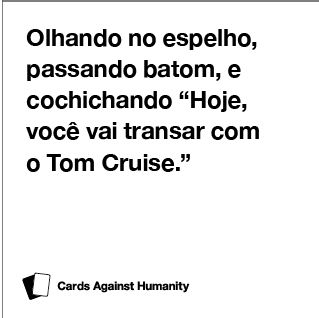 Olhando no espelho,
passando batom, e
cochichando “Hoje,
você vai transar com
o Tom Cruise.”
Cards Against Humanity